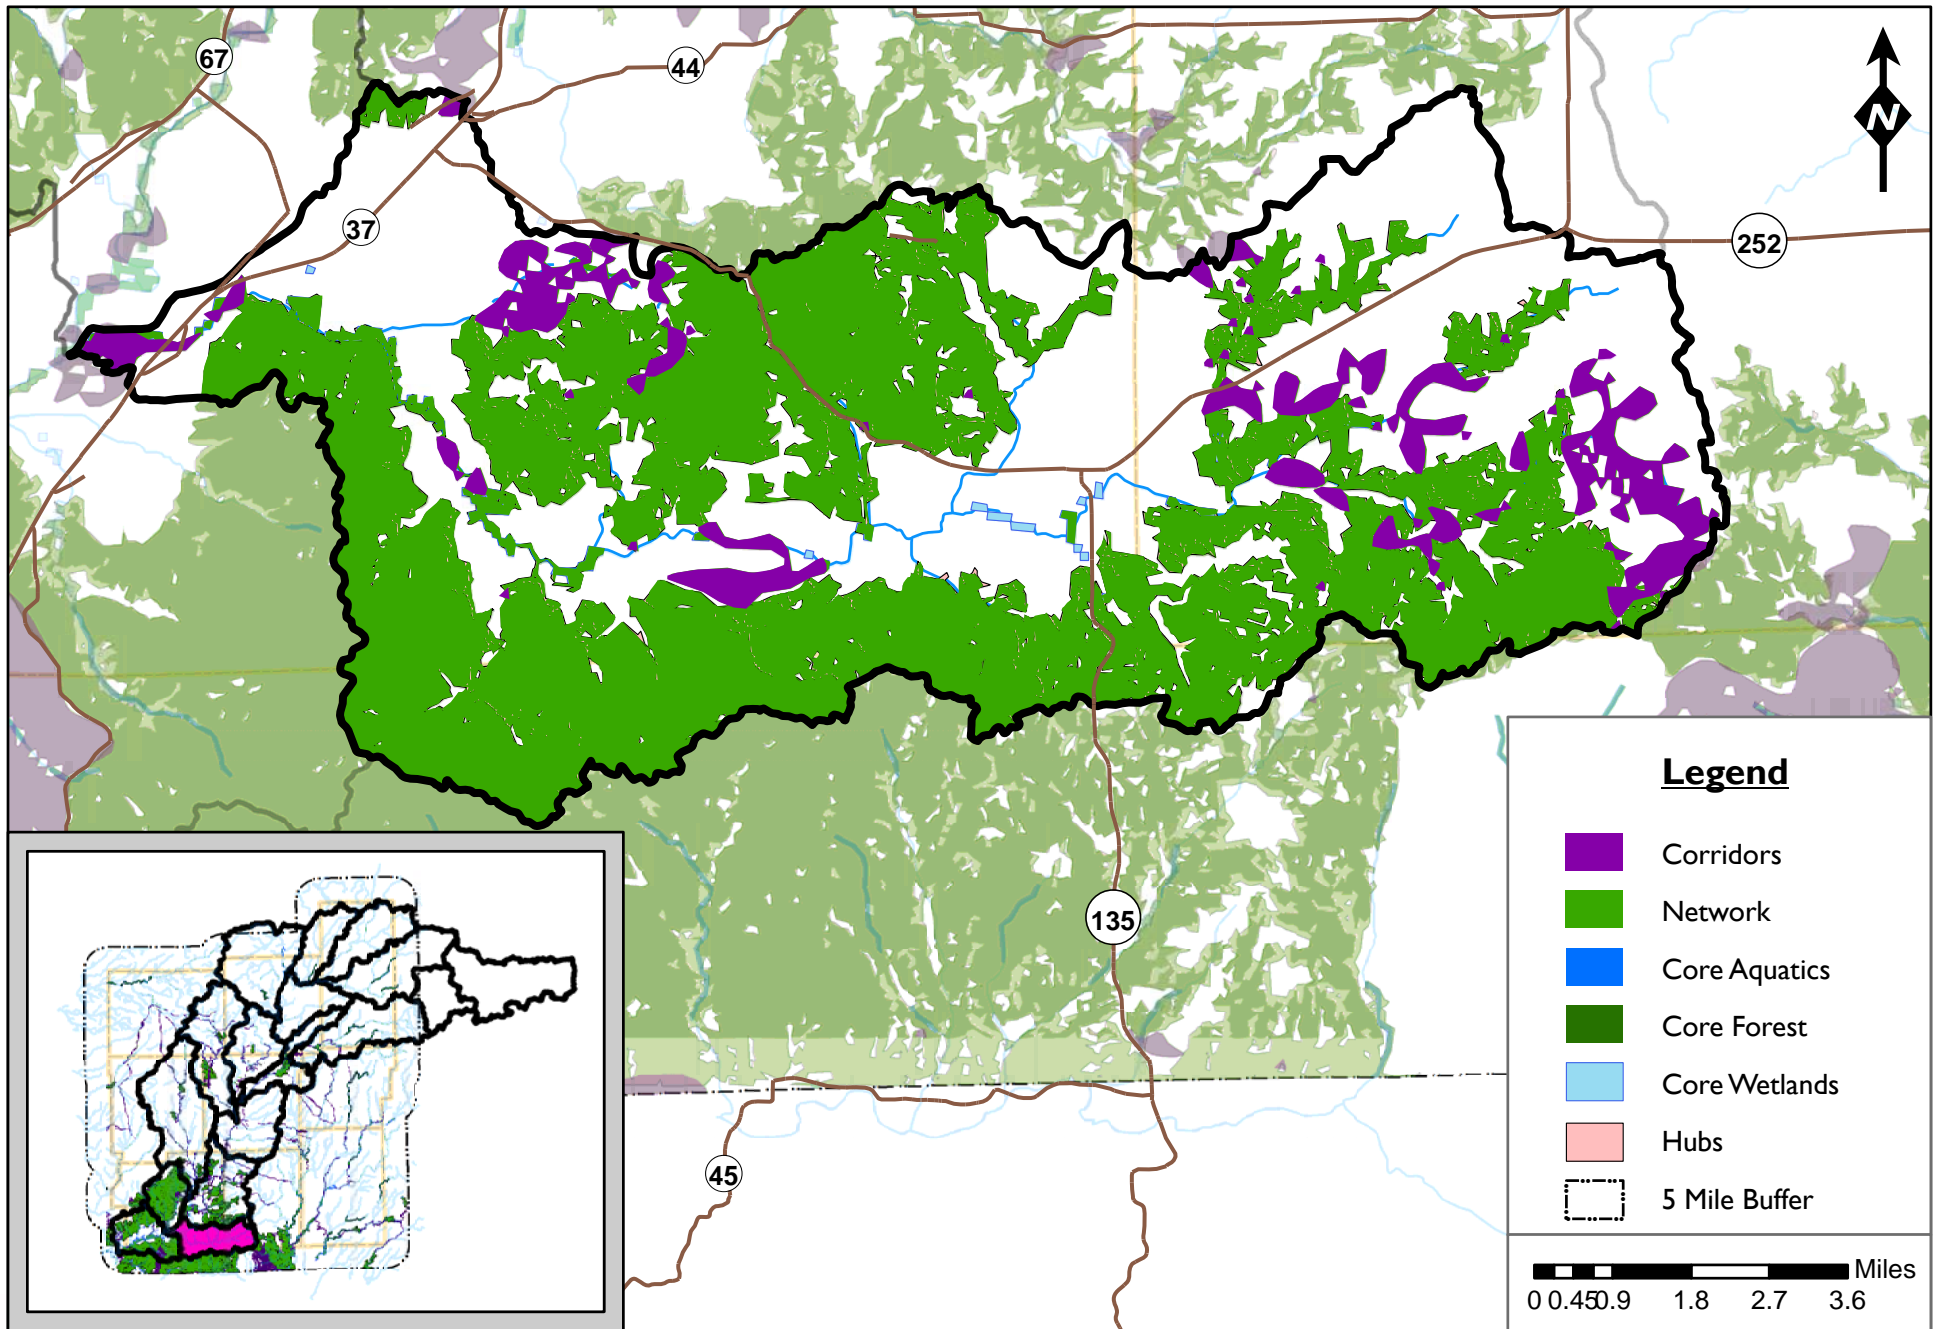 67
44
N
37
252
Legend
Corridors
Network
Core Aquatics
135
Core Forest
Core Wetlands
Hubs
45
5 Mile Buffer
Miles
0 0.45 0.9 1.8 2.7 3.6